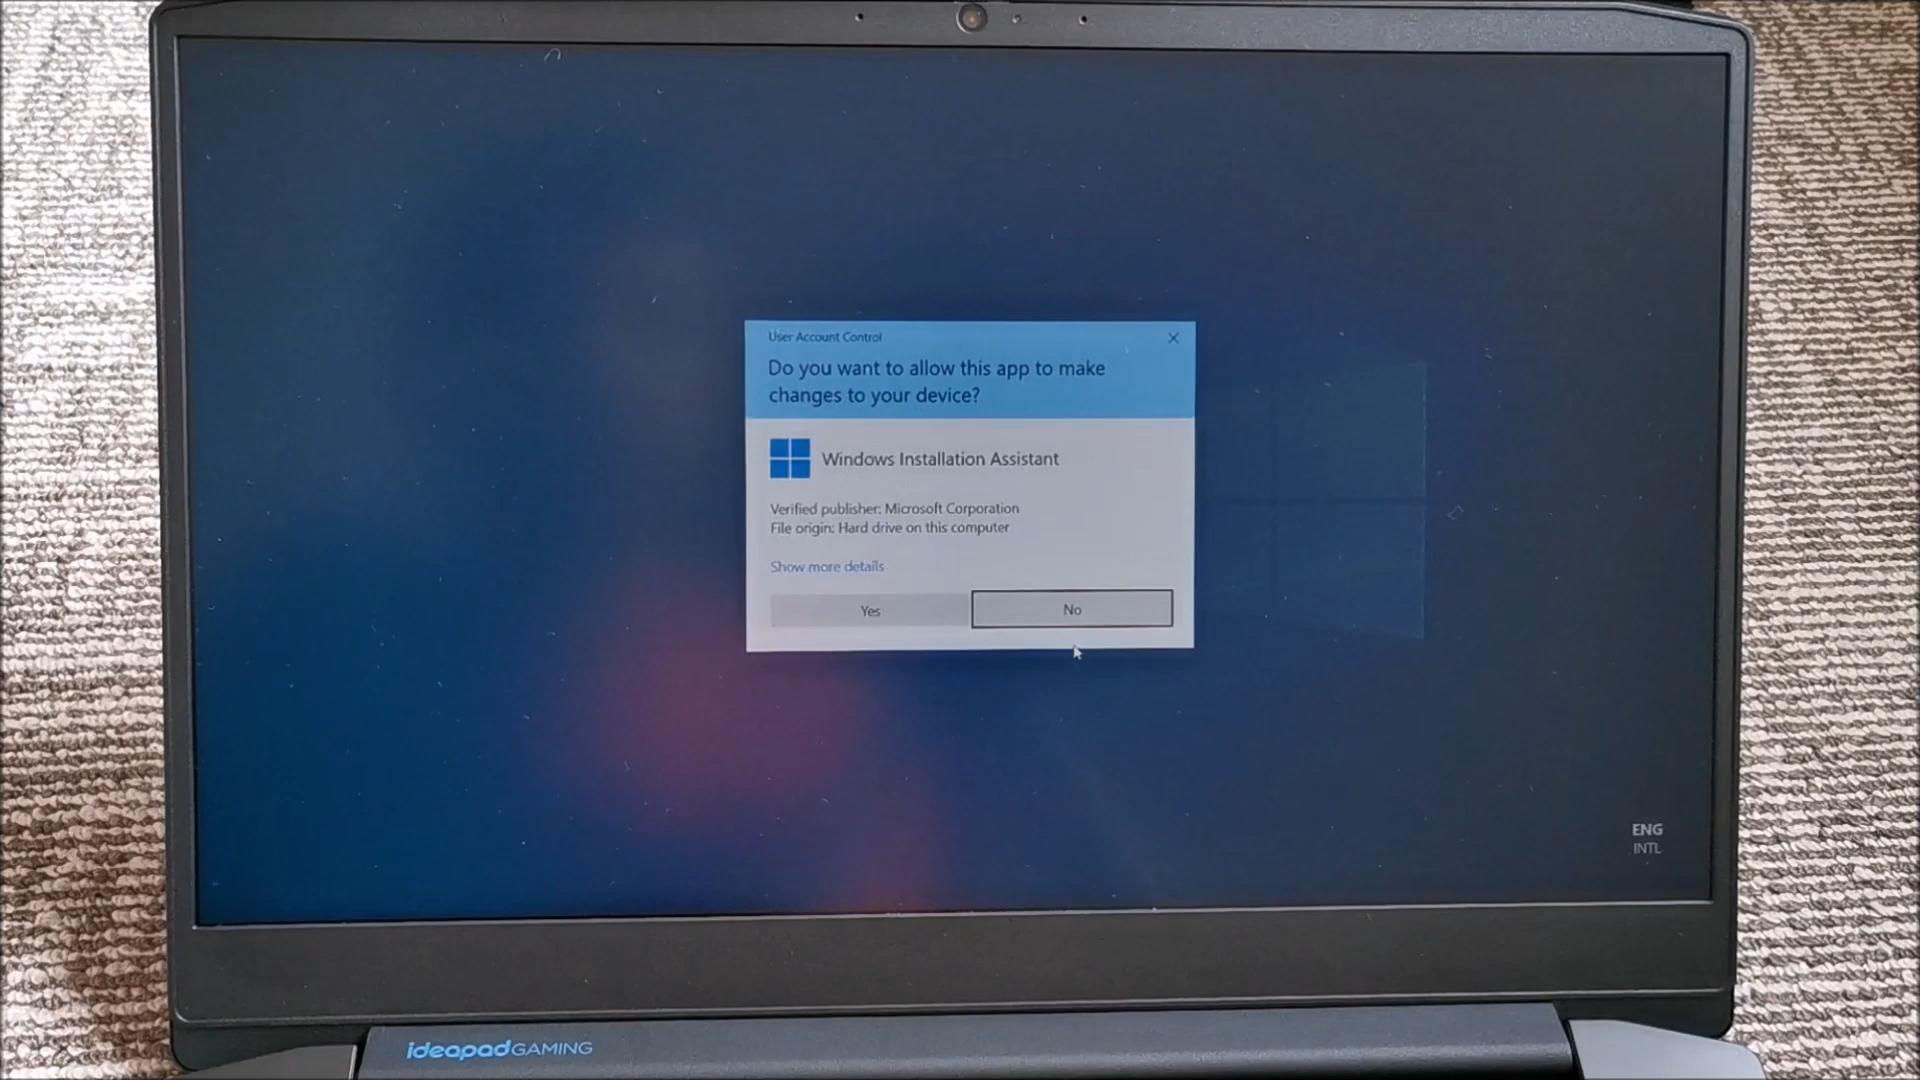 User Account Control
Do you want to allow this app to make
changes to your device?
Windows Installation Assistant
Verified publisher: Microsoft Corporation
File origin: Hard drive on this computer
Show more details
Yes No
ENG
INTL
ideapadGAMING